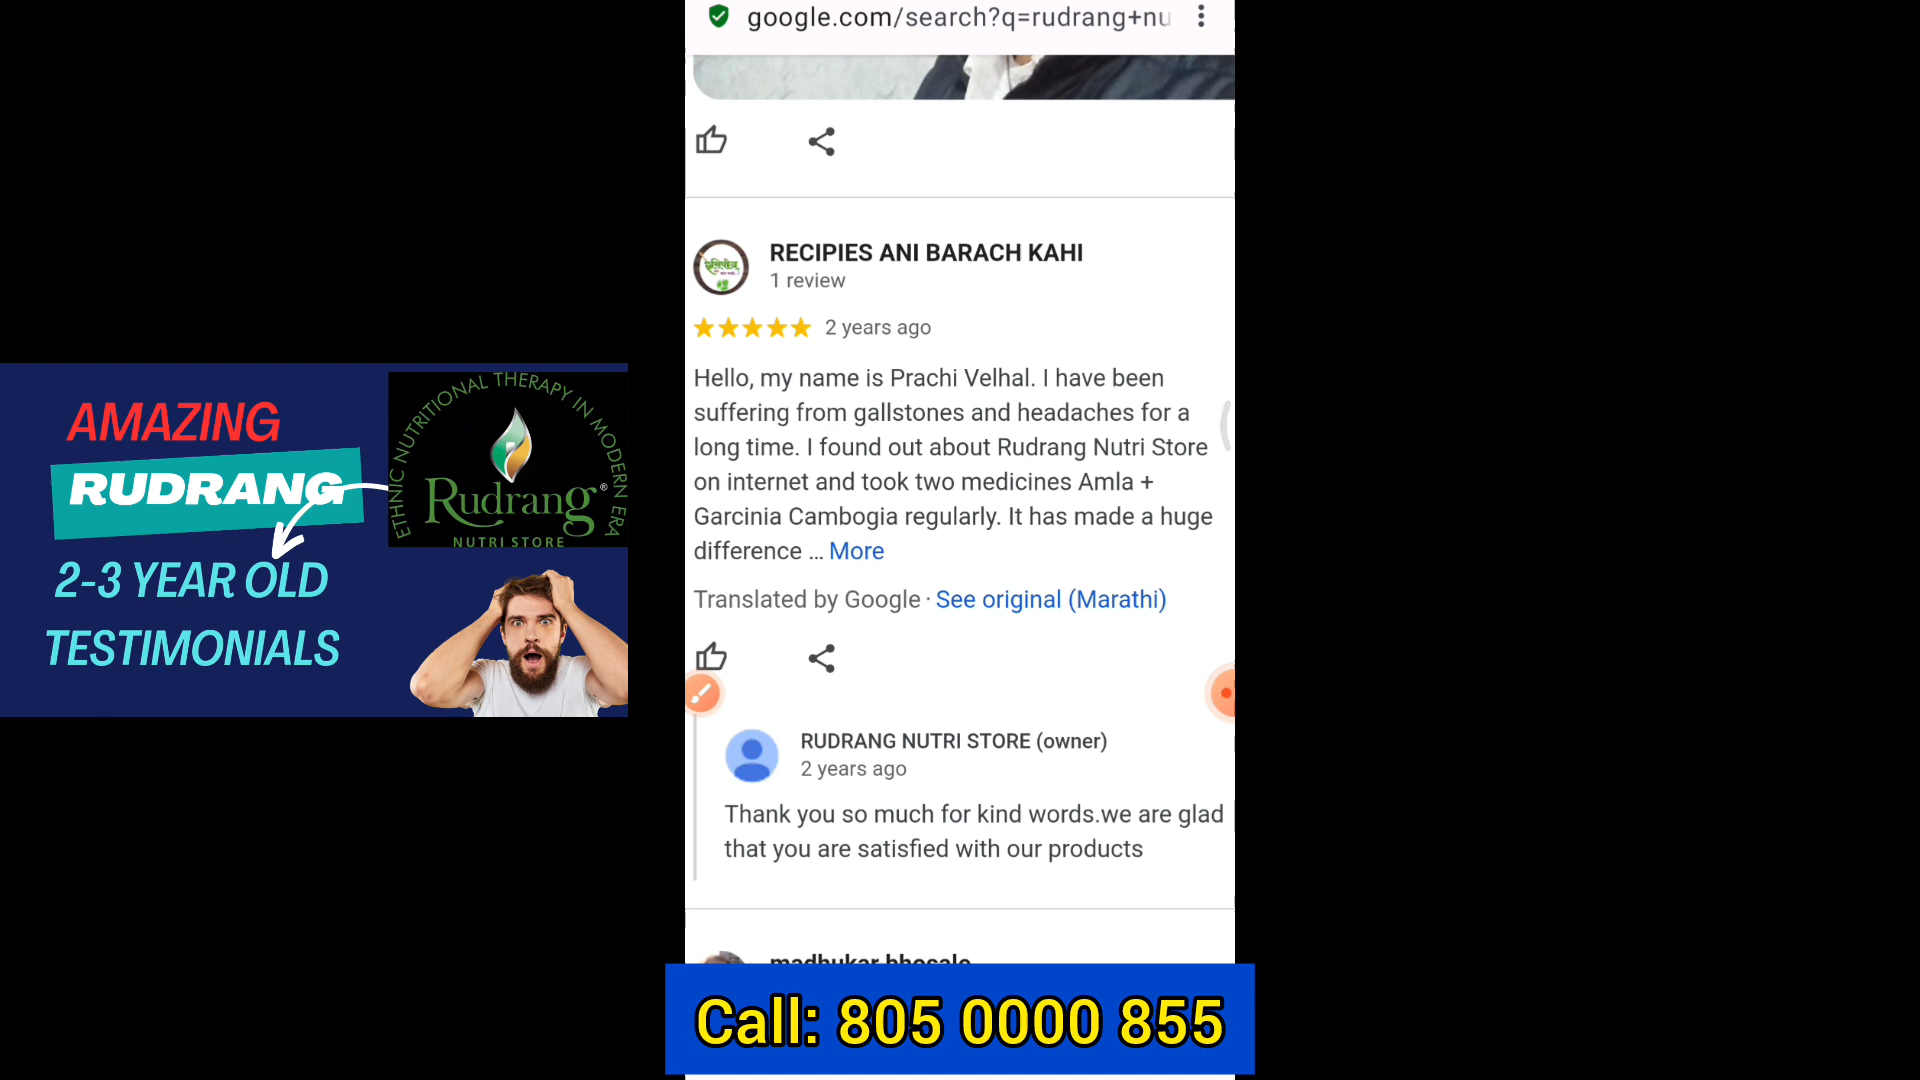 google.com/search?q=rudrang+nu
RECIPIES ANI BARACH KAHI
1 review
2 years ago
Hello, my name is Prachi Velhal. I have been
suffering from gallstones and headaches for a
long time. I found out about Rudrang Nutri Store
on internet and took two medicines Amla +
Garcinia Cambogia regularly. It has made a huge
difference ... More
Translated by Google · See original (Marathi)
RUDRANG NUTRI STORE (owner)
2 years ago
Thank you so much for kind words.we are glad
that you are satisfied with our products
madhukar bhosale
Call: 805 0000 855
AMAZING
RUDRANG
2-3 YEAR OLD
TESTIMONIALS
ETHNIC NUTRITIONAL THERAPY IN MODERN ERA
Rudrang®
NUTRI STORE